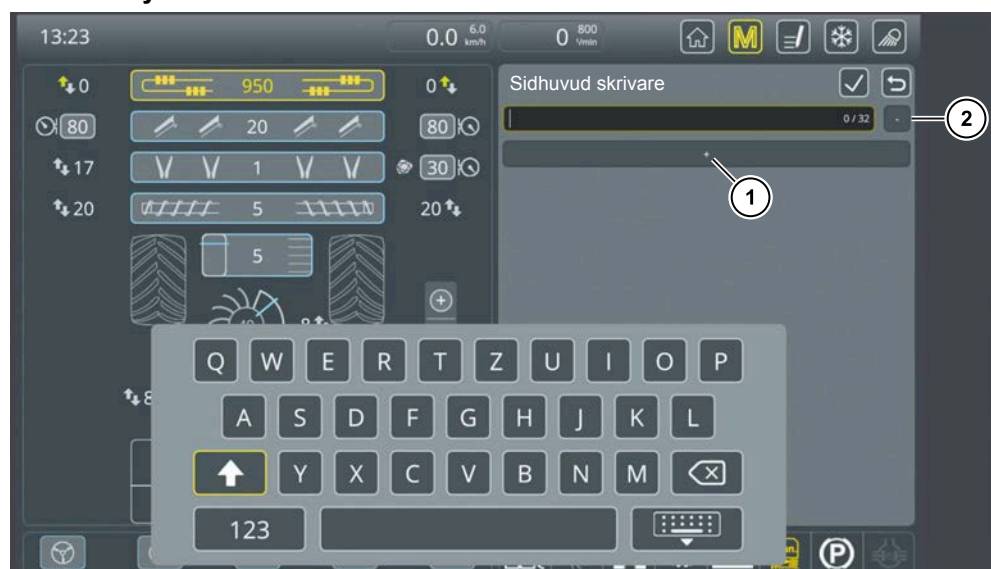 13:23
0.0 6.0 km/h
0 800 1/min
M
0 950 0
80 20 80
17 1 30
20 5 20
5
Sidhuvud skrivare
0 / 32
-
+
2
1
+
Q W E R T Z U I O P
A S D F G H J K L
Y X C V B N M
123
P